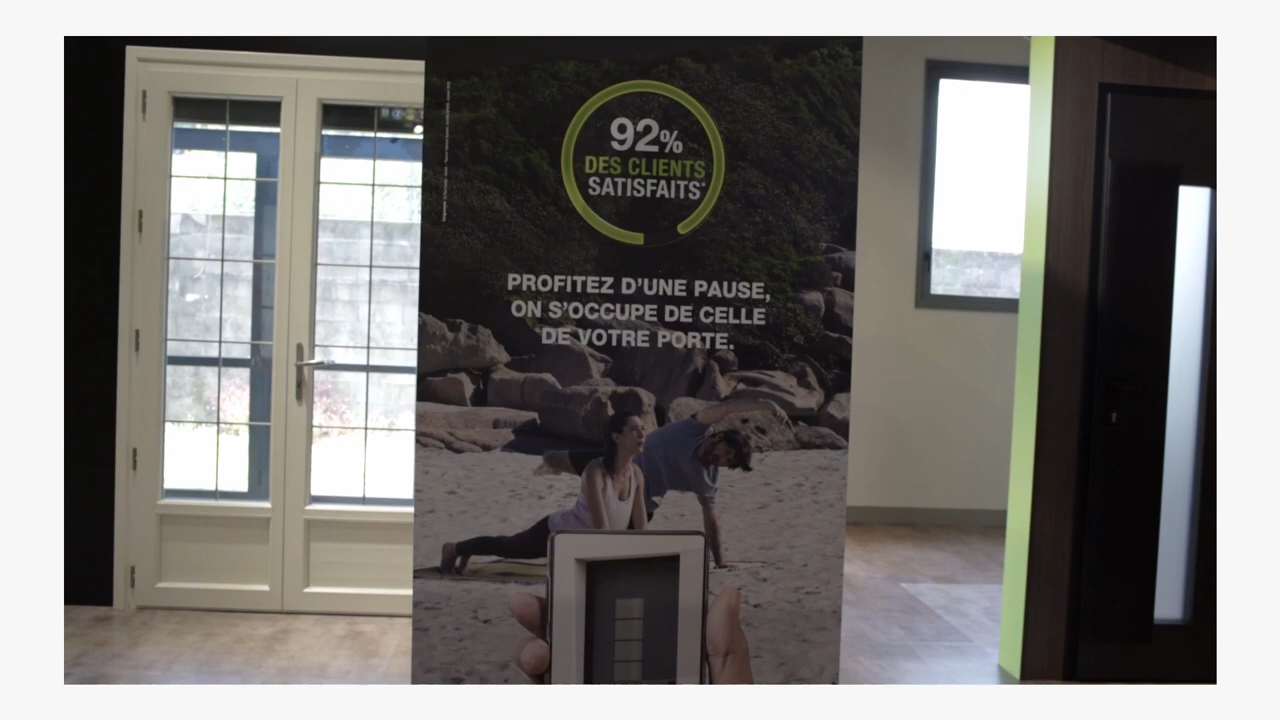 92%
DES CLIENTS
SATISFAITS*
PROFITEZ D'UNE PAUSE,
ON S'OCCUPE DE CELLE
DE VOTRE PORTE.